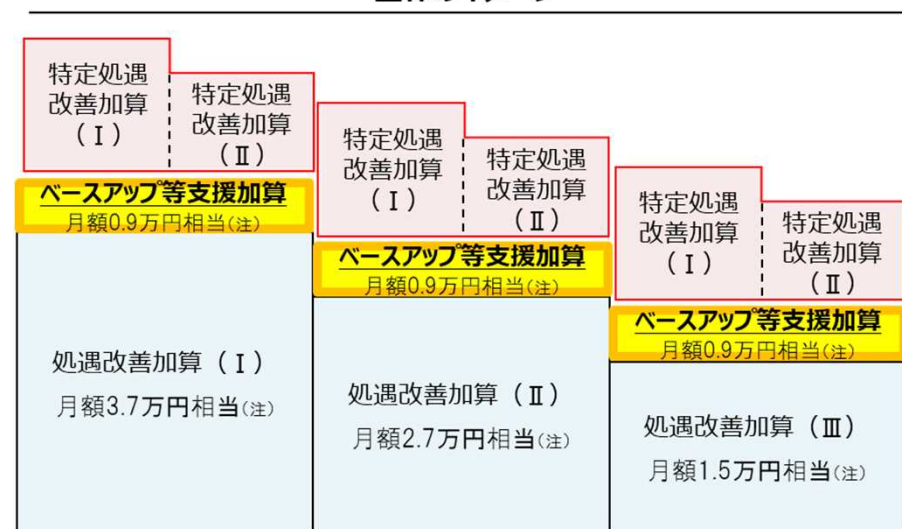 特定処遇
改善加算
（Ⅰ）
特定処遇
改善加算
（Ⅱ）
ベースアップ等支援加算
月額0.9万円相当(注)
処遇改善加算（Ⅰ）
月額3.7万円相当(注)
特定処遇
改善加算
（Ⅰ）
特定処遇
改善加算
（Ⅱ）
ベースアップ等支援加算
月額0.9万円相当(注)
処遇改善加算（Ⅱ）
月額2.7万円相当(注)
特定処遇
改善加算
（Ⅰ）
特定処遇
改善加算
（Ⅱ）
ベースアップ等支援加算
月額0.9万円相当(注)
処遇改善加算（Ⅲ）
月額1.5万円相当(注)